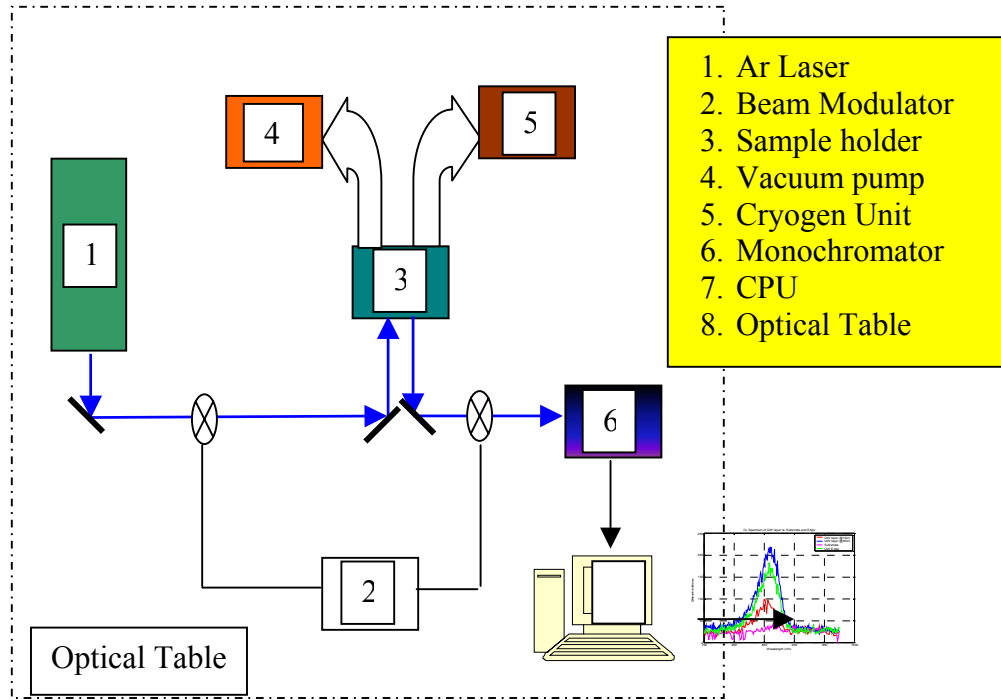 4
5
1
3
6
2
Optical Table
1. Ar Laser
2. Beam Modulator
3. Sample holder
4. Vacuum pump
5. Cryogen Unit
6. Monochromator
7. CPU
8. Optical Table